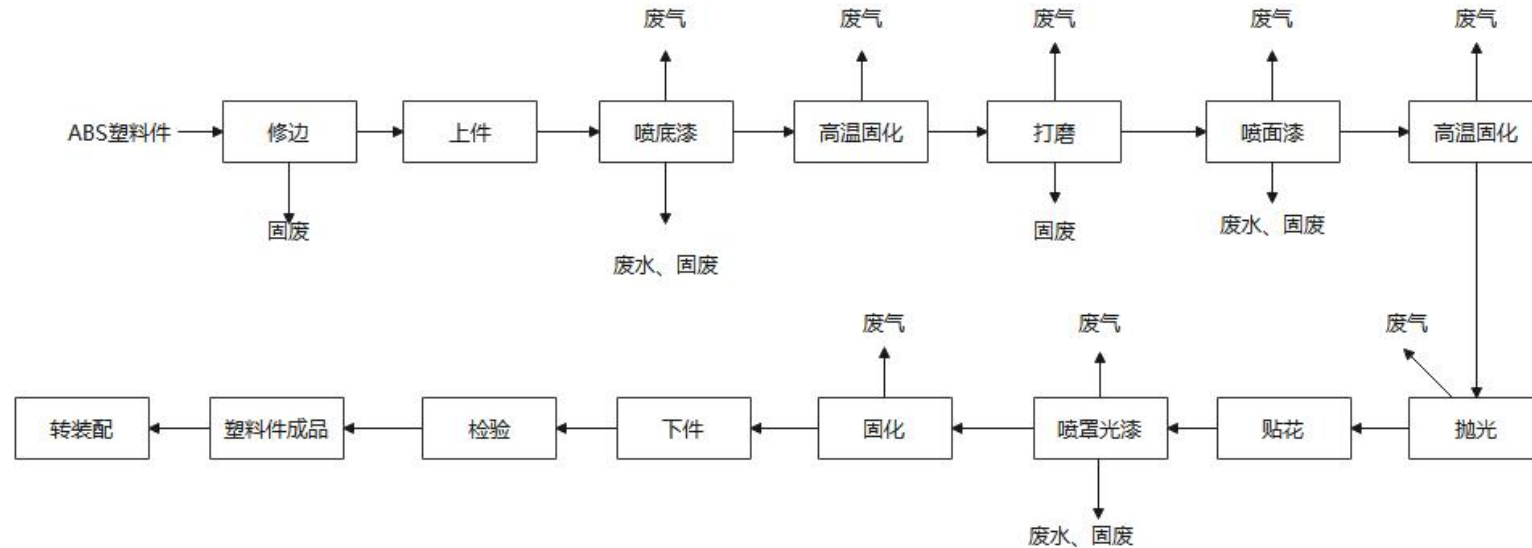 废气 废气 废气 废气 废气
ABS塑料件 修边 上件 喷底漆 高温固化 打磨 喷面漆 高温固化
固废 废水、固废 固废 废水、固废
废气 废气 废气
转装配 塑料件成品 检验 下件 固化 喷罩光漆 贴花 抛光
废水、固废